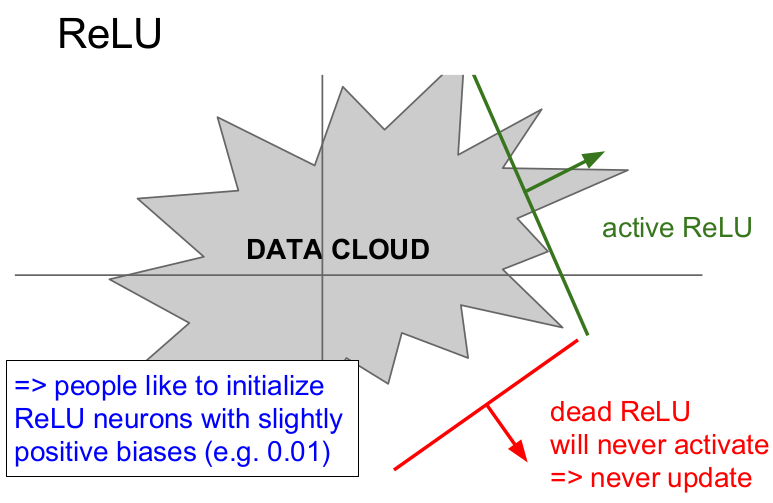 ReLU
DATA CLOUD
active ReLU
=> people like to initialize
ReLU neurons with slightly
positive biases (e.g. 0.01)
dead ReLU
will never activate
=> never update